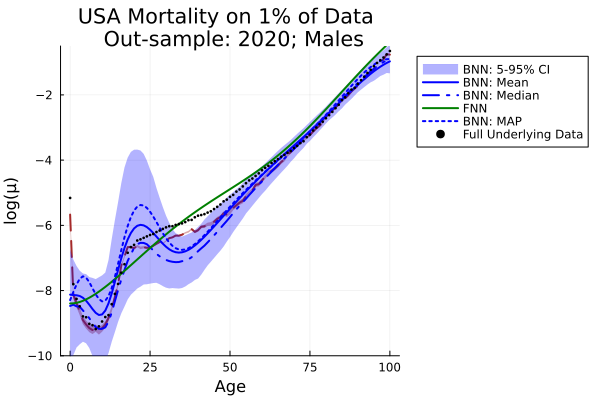 USA Mortality on 1% of Data
Out-sample: 2020; Males
BNN: 5-95% CI
BNN: Mean
BNN: Median
FNN
BNN: MAP
Full Underlying Data
log(μ)
−2
−4
−6
−8
−10
0
25
50
75
100
Age